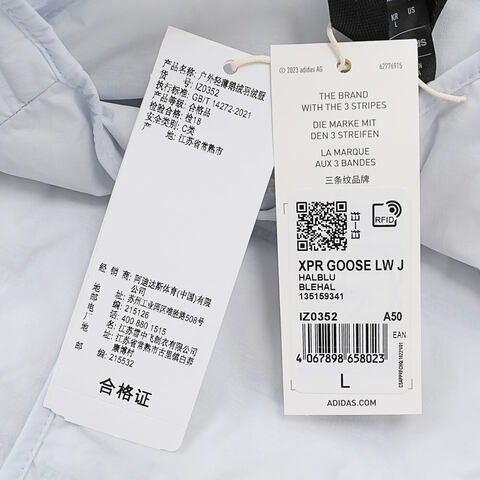 产品名称: 户外轻薄鹅绒羽绒服
货 号: IZ0352
执行标准: GB/T 14272-2021
产品等级: 合格品
检验合格: 检18
安全类别: C类
产 地: 江苏省常熟市
经 销 商: 阿迪达斯体育(中国)有限
公司
地 址: 苏州工业园区唯胜路508号
邮 编: 215126
电 话: 400 880 1515
江苏雪中飞制衣有限公司
地 址: 江苏省常熟市古里镇白茆
康博村
邮 编: 215532
合格证
KR
L
© 2023 adidas AG
62776915
THE BRAND
WITH THE 3 STRIPES
DIE MARKE MIT
DEN 3 STREIFEN
LA MARQUE
AUX 3 BANDES
三条纹品牌
RFID
XPR GOOSE LW J
HALBLU
BLEHAL
135159341
IZ0352 A50
EAN
4 067898 658023
L
ADIDAS.COM